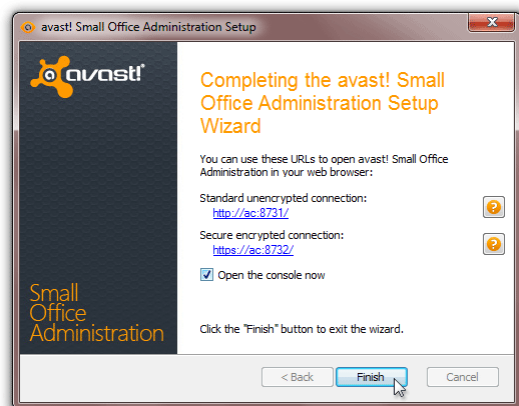 avast! Small Office Administration Setup
avast!
Completing the avast! Small
Office Administration Setup
Wizard
You can use these URLs to open avast! Small Office
Administration in your web browser:
Standard unencrypted connection:
http://ac:8731/
?
Secure encrypted connection:
https://ac:8732/
?
Open the console now
Small
Office
Administration
Click the "Finish" button to exit the wizard.
< Back
Finish
Cancel